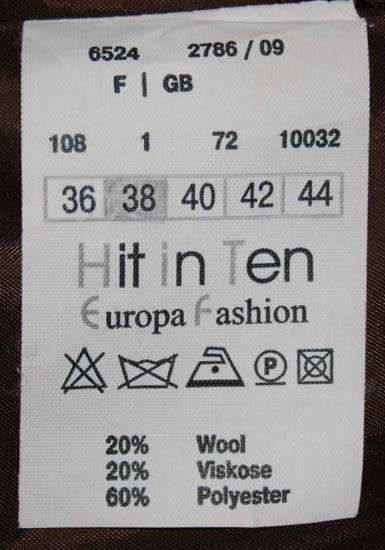 6524 2786 / 09
F | GB
108 1 72 10032
36 38 40 42 44
Hit in Ten
Europa Fashion
P
20% Wool
20% Viskose
60% Polyester